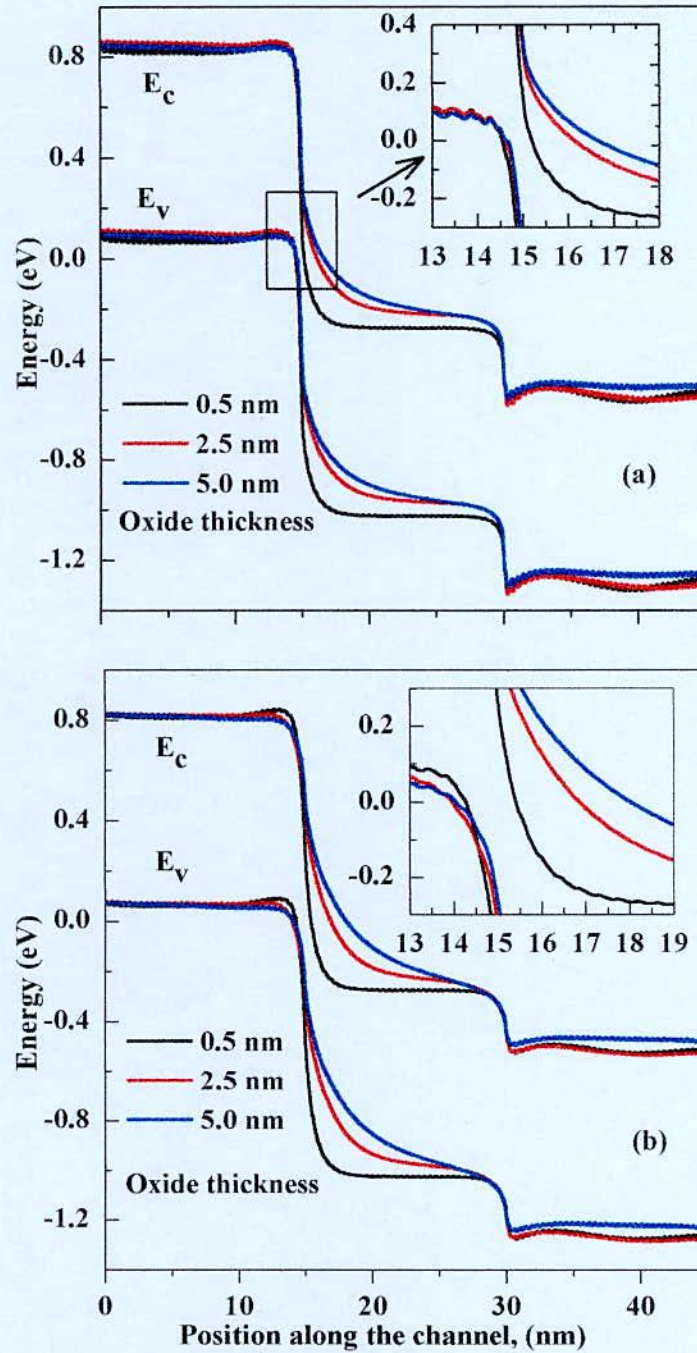 0.8
0.4
0.0
-0.4
-0.8
-1.2
Energy (eV)
E_c
E_v
0.5 nm
2.5 nm
5.0 nm
Oxide thickness
(a)
0.4
0.2
0.0
-0.2
13 14 15 16 17 18
0.8
0.4
0.0
-0.4
-0.8
-1.2
Energy (eV)
E_c
E_v
0.5 nm
2.5 nm
5.0 nm
Oxide thickness
(b)
0.2
0.0
-0.2
13 14 15 16 17 18 19
0 10 20 30 40
Position along the channel, (nm)